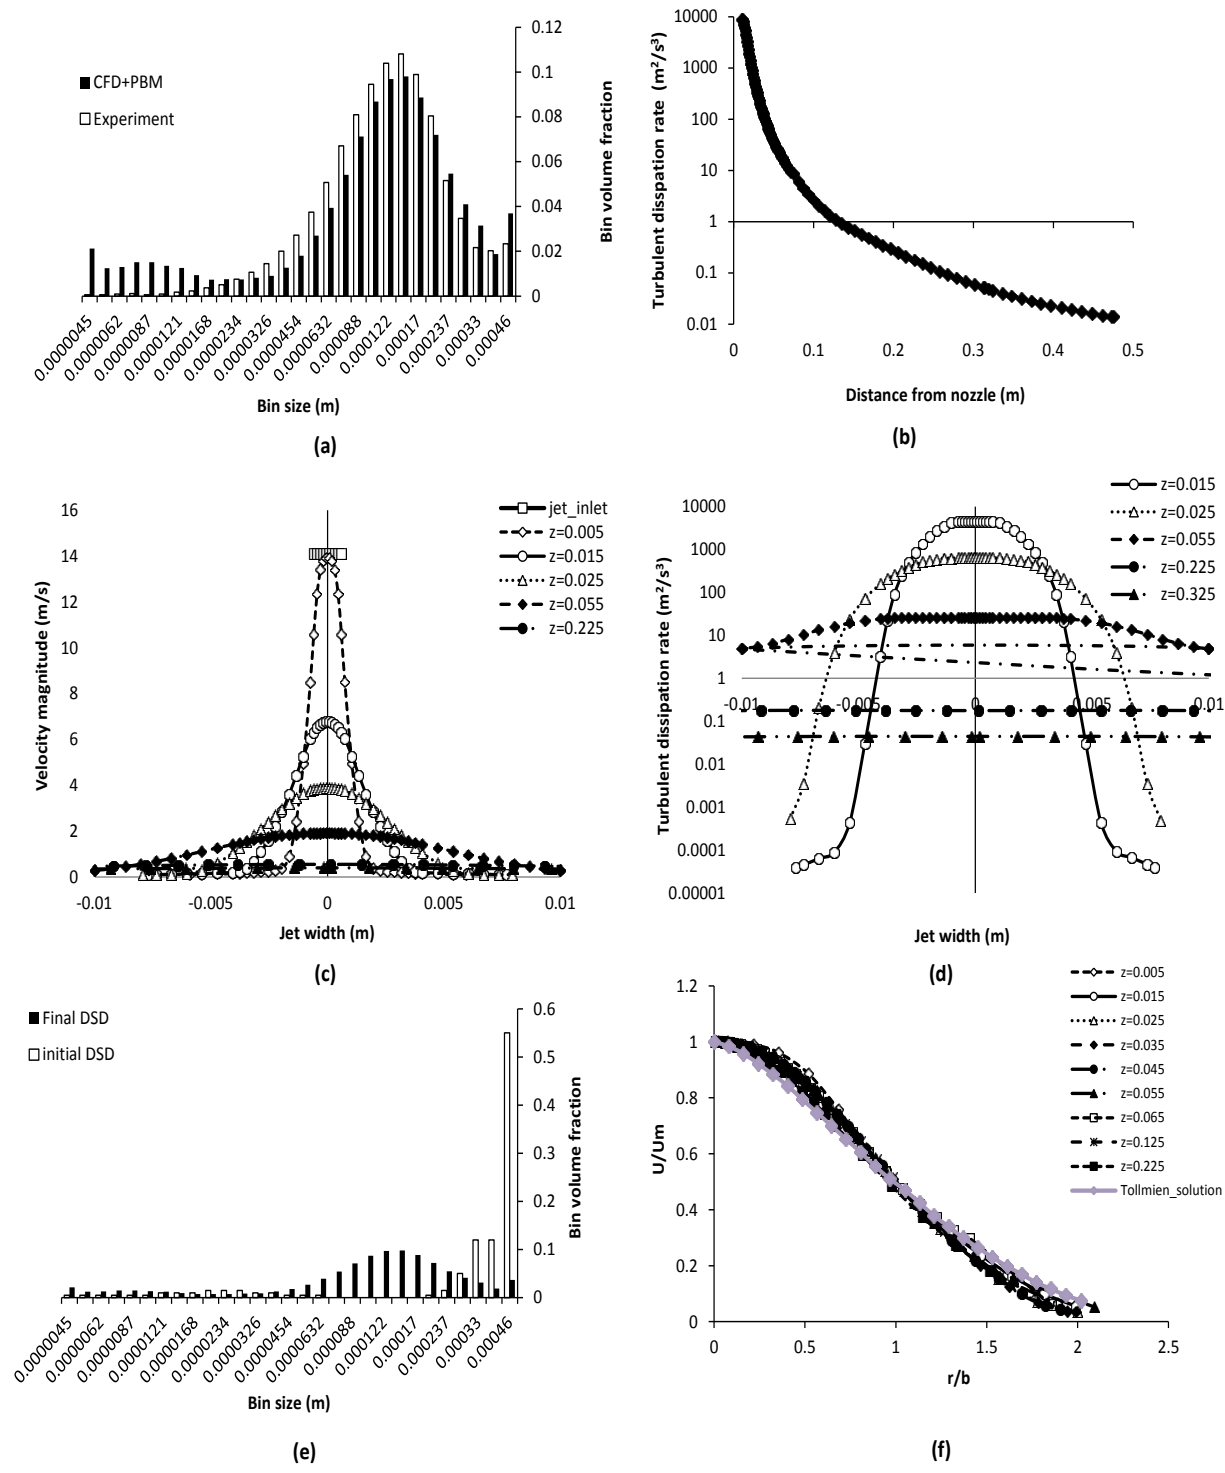 CFD+PBM
Experiment
0.12
0.1
0.08
0.06
0.04
0.02
0
Bin volume fraction
0.0000045
0.0000062
0.0000087
0.0000121
0.0000168
0.0000234
0.0000326
0.0000454
0.0000632
0.000088
0.000122
0.00017
0.000237
0.00033
0.00046
Bin size (m)
(a)
Turbulent disspation rate (m²/s³)
10000
1000
100
10
1
0.1
0.01
0
0.1
0.2
0.3
0.4
0.5
Distance from nozzle (m)
(b)
Velocity magnitude (m/s)
16
14
12
10
8
6
4
2
0
-0.01
-0.005
0
0.005
0.01
Jet width (m)
jet_inlet
z=0.005
z=0.015
z=0.025
z=0.055
z=0.225
(c)
Turbulent dissipation rate (m²/s³)
10000
1000
100
10
1
0.1
0.01
0.001
0.0001
0.00001
-0.01
-0.005
0
0.005
0.01
Jet width (m)
z=0.015
z=0.025
z=0.055
z=0.225
z=0.325
(d)
Final DSD
initial DSD
0.6
0.5
0.4
0.3
0.2
0.1
0
Bin volume fraction
0.0000045
0.0000062
0.0000087
0.0000121
0.0000168
0.0000234
0.0000326
0.0000454
0.0000632
0.000088
0.000122
0.00017
0.000237
0.00033
0.00046
Bin size (m)
(e)
U/Um
1.2
1
0.8
0.6
0.4
0.2
0
0
0.5
1
1.5
2
2.5
r/b
z=0.005
z=0.015
z=0.025
z=0.035
z=0.045
z=0.055
z=0.065
z=0.125
z=0.225
Tollmien_solution
(f)